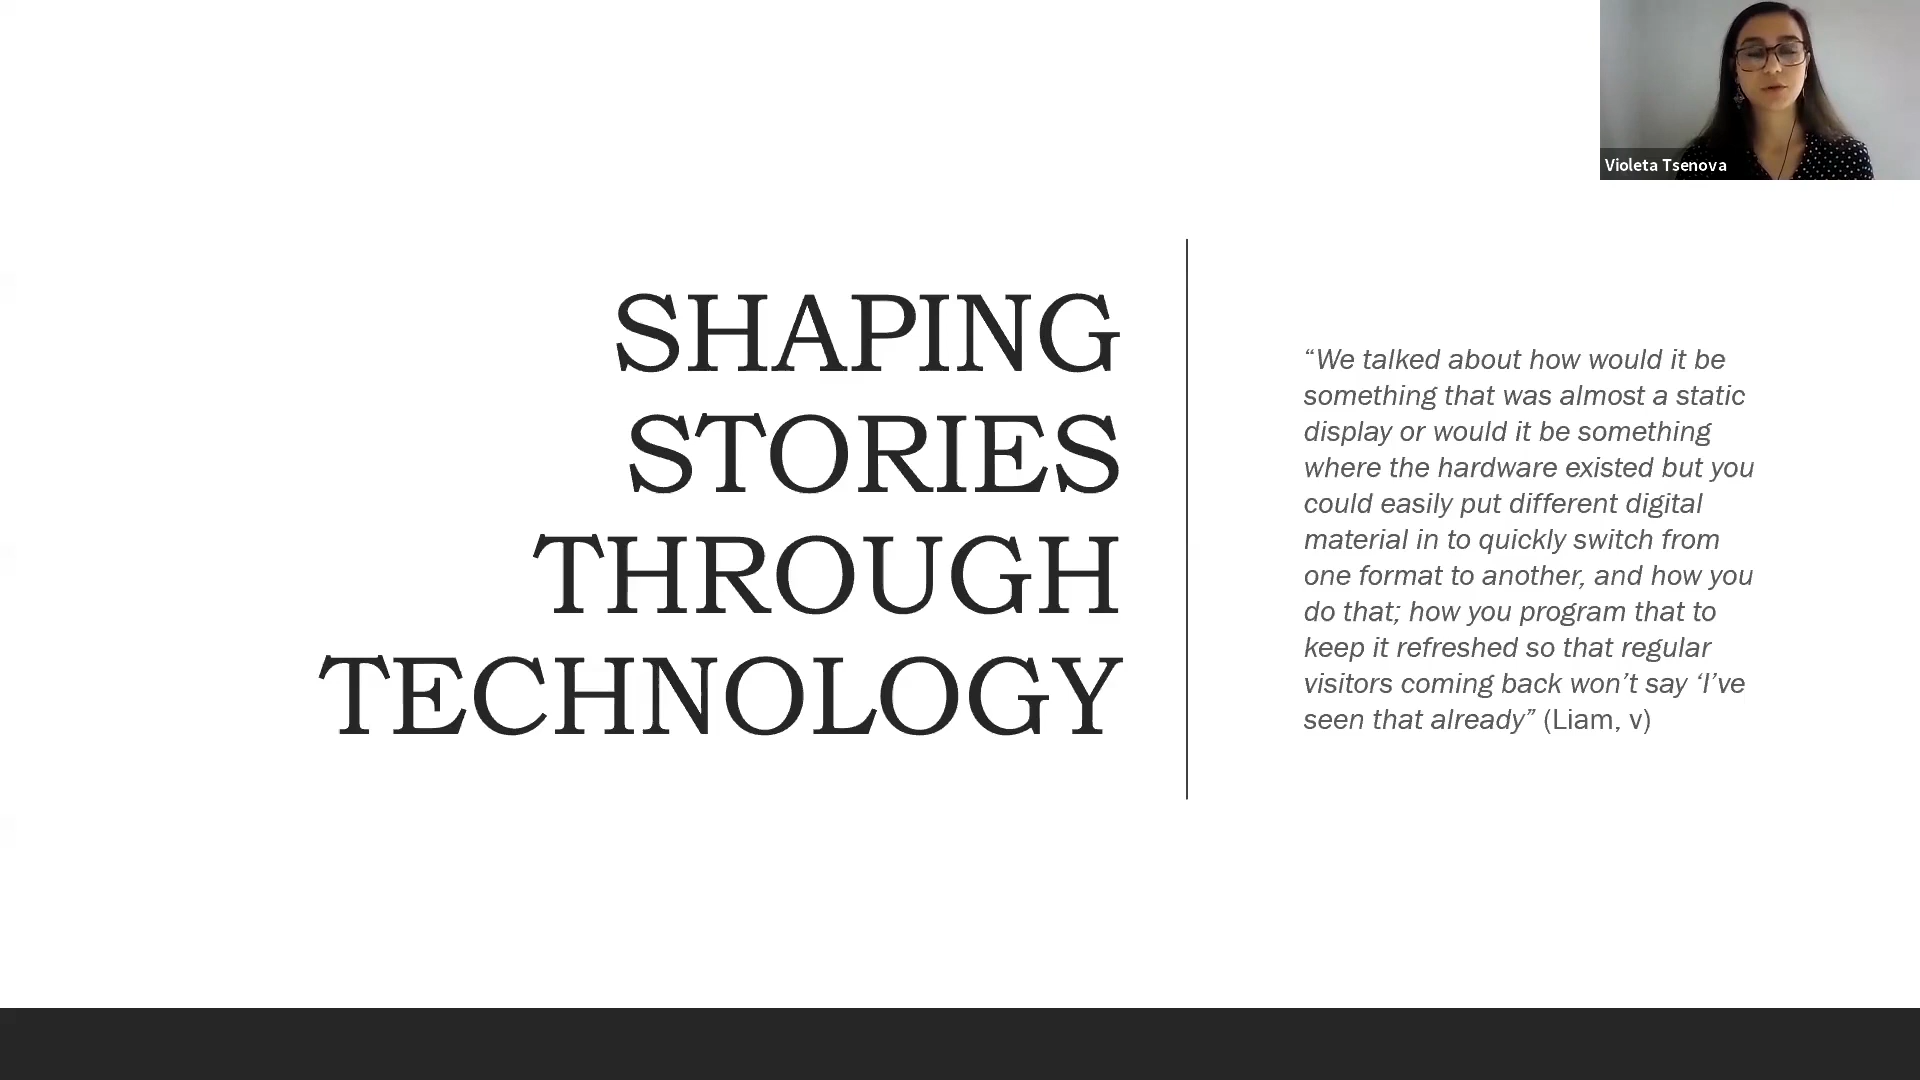 Violeta Tsenova
SHAPING
STORIES
THROUGH
TECHNOLOGY
“We talked about how would it be
something that was almost a static
display or would it be something
where the hardware existed but you
could easily put different digital
material in to quickly switch from
one format to another, and how you
do that; how you program that to
keep it refreshed so that regular
visitors coming back won’t say ‘I’ve
seen that already” (Liam, v)